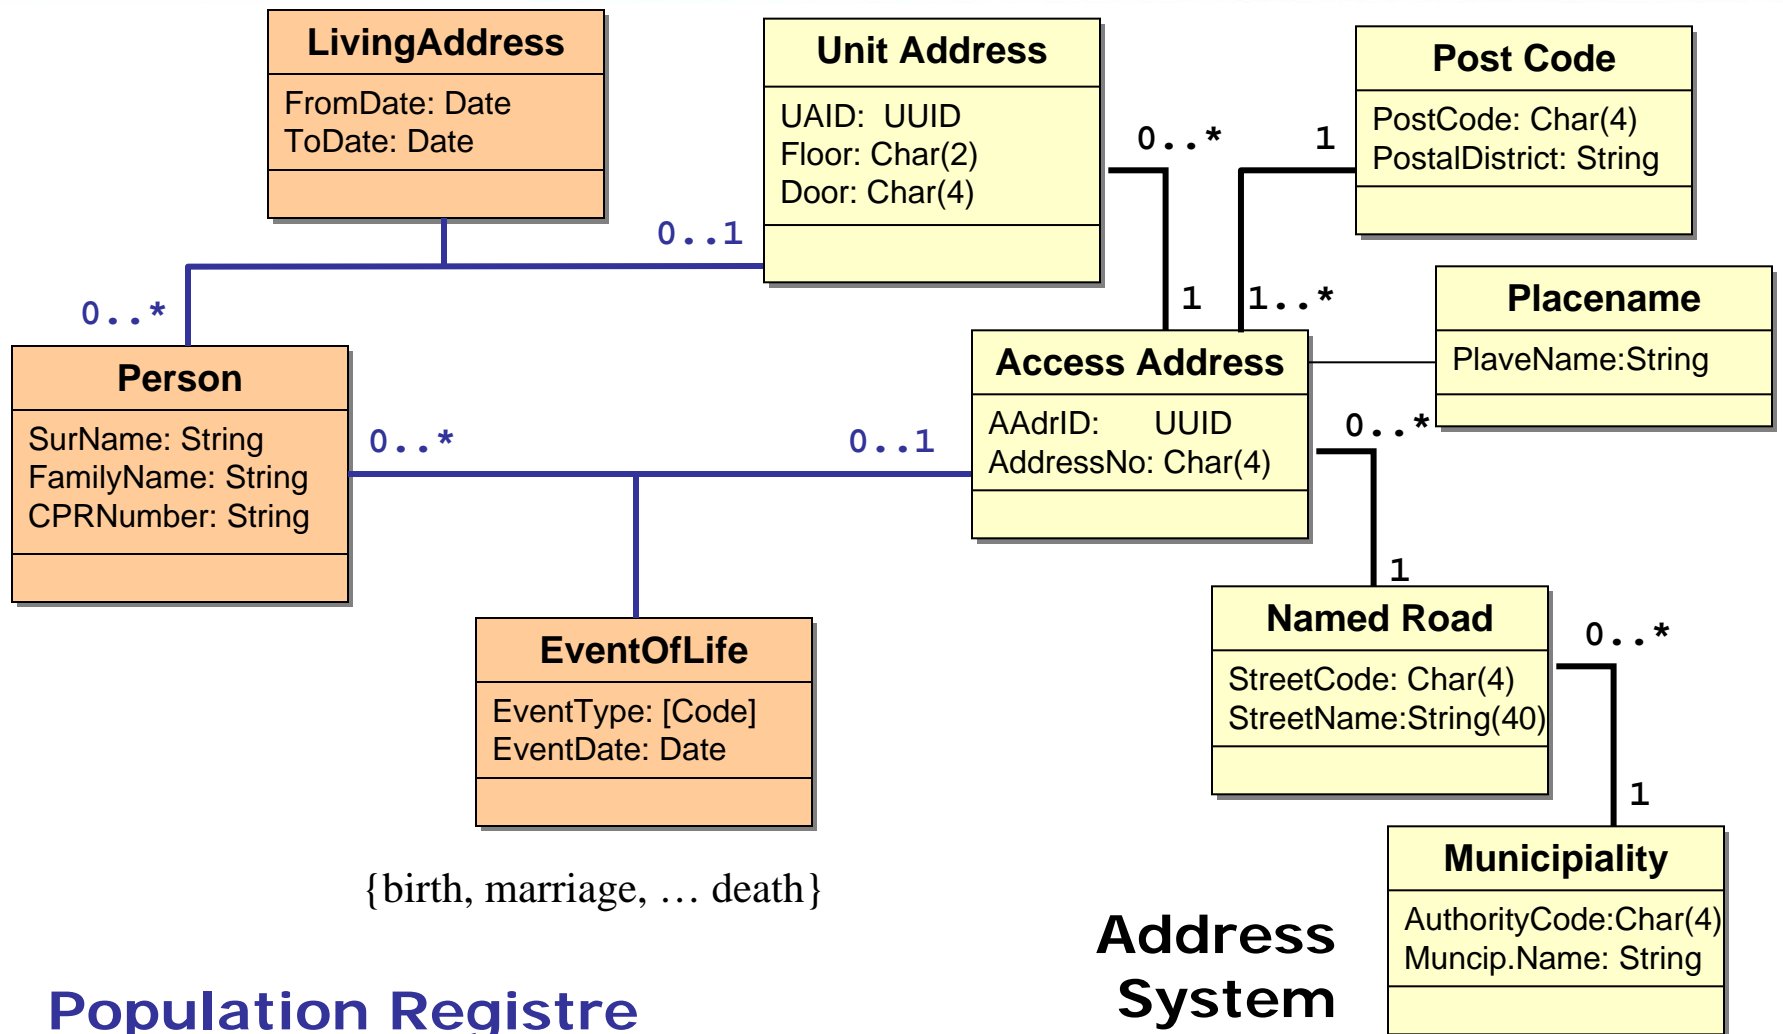 LivingAddress
FromDate: Date
ToDate: Date
Unit Address
UAID: UUID
Floor: Char(2)
Door: Char(4)
Post Code
PostCode: Char(4)
PostalDistrict: String
0..*
1
0..1
0..*
1
1..*
Placename
PlaveName:String
Person
SurName: String
FamilyName: String
CPRNumber: String
0..*
0..1
Access Address
AAdrID: UUID
AddressNo: Char(4)
0..*
1
EventOfLife
EventType: [Code]
EventDate: Date
Named Road
StreetCode: Char(4)
StreetName:String(40)
0..*
1
{birth, marriage, … death}
Municipiality
AuthorityCode:Char(4)
Muncip.Name: String
Address
System
Population Registre